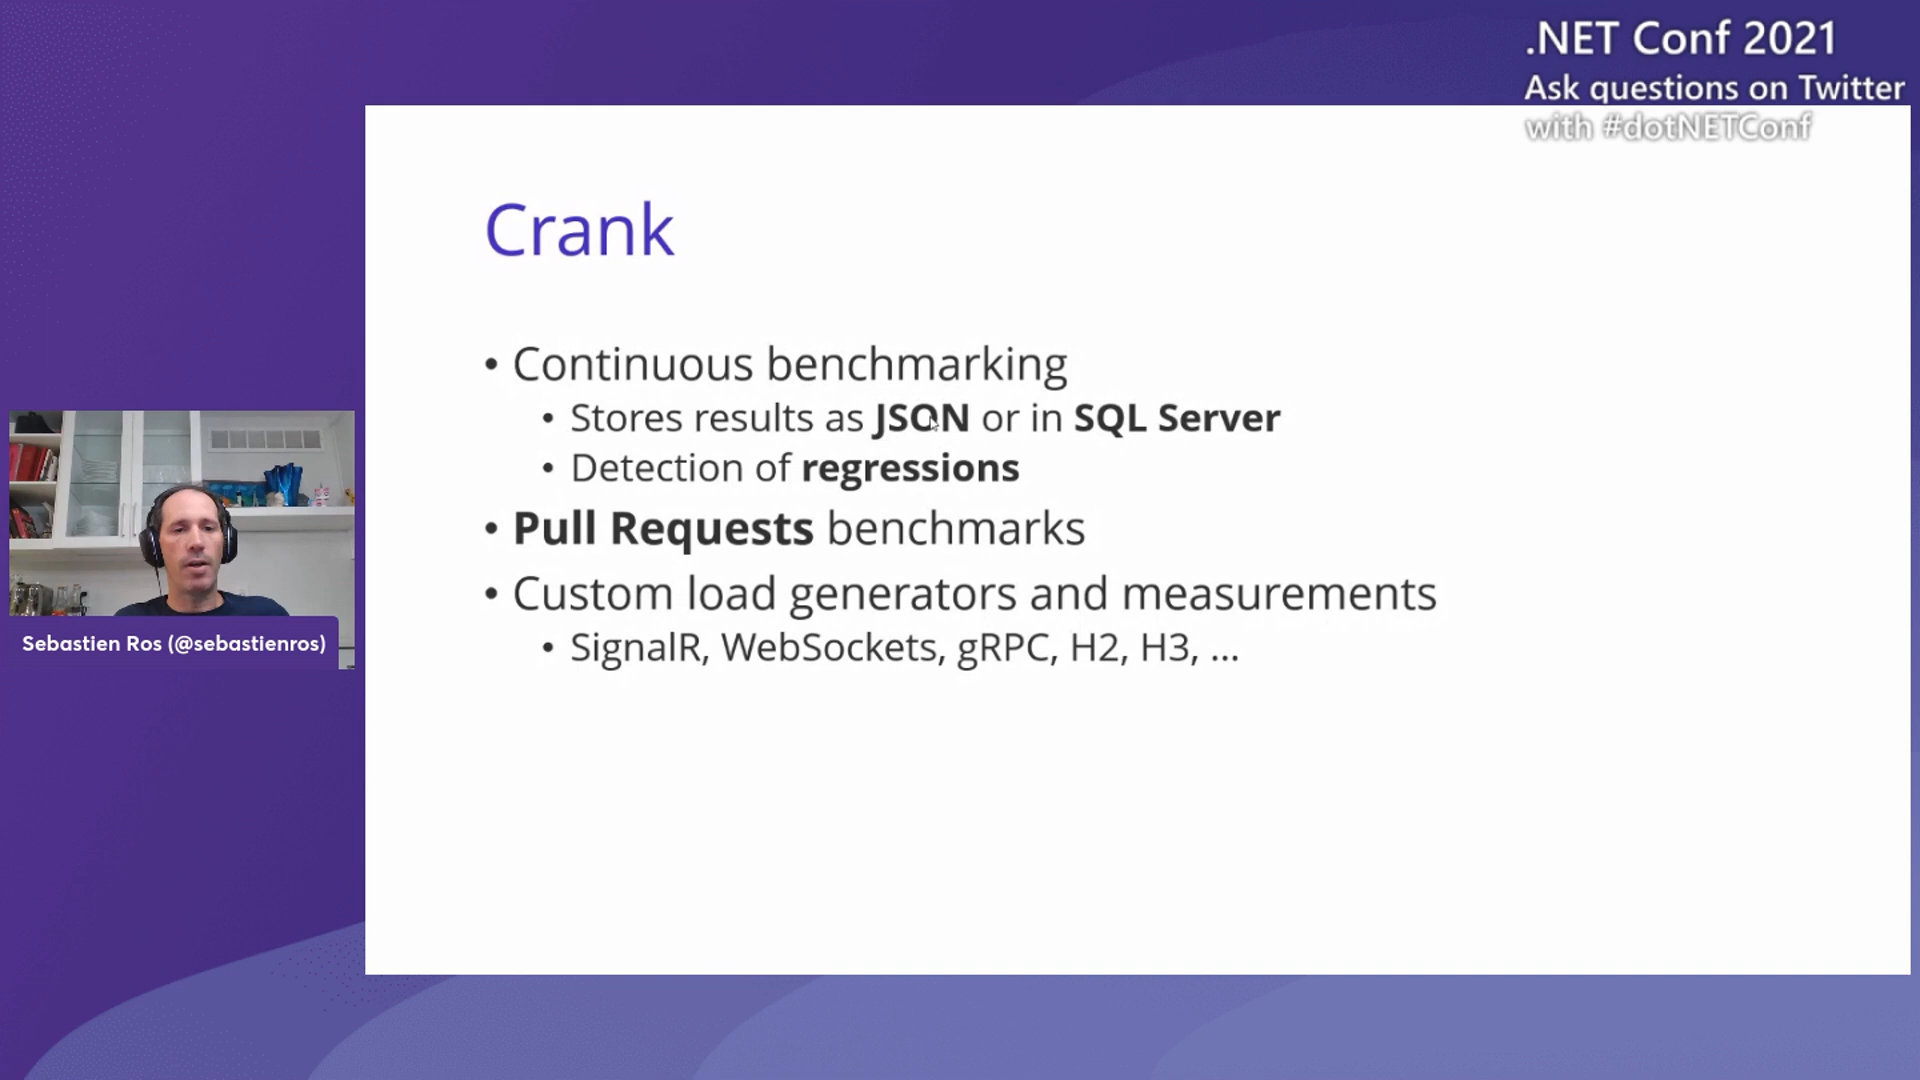 .NET Conf 2021
Ask questions on Twitter
with #dotNETConf
Crank
• Continuous benchmarking
• Stores results as JSON or in SQL Server
• Detection of regressions
• Pull Requests benchmarks
• Custom load generators and measurements
• SignalR, WebSockets, gRPC, H2, H3, ...
Sebastien Ros (@sebastienros)